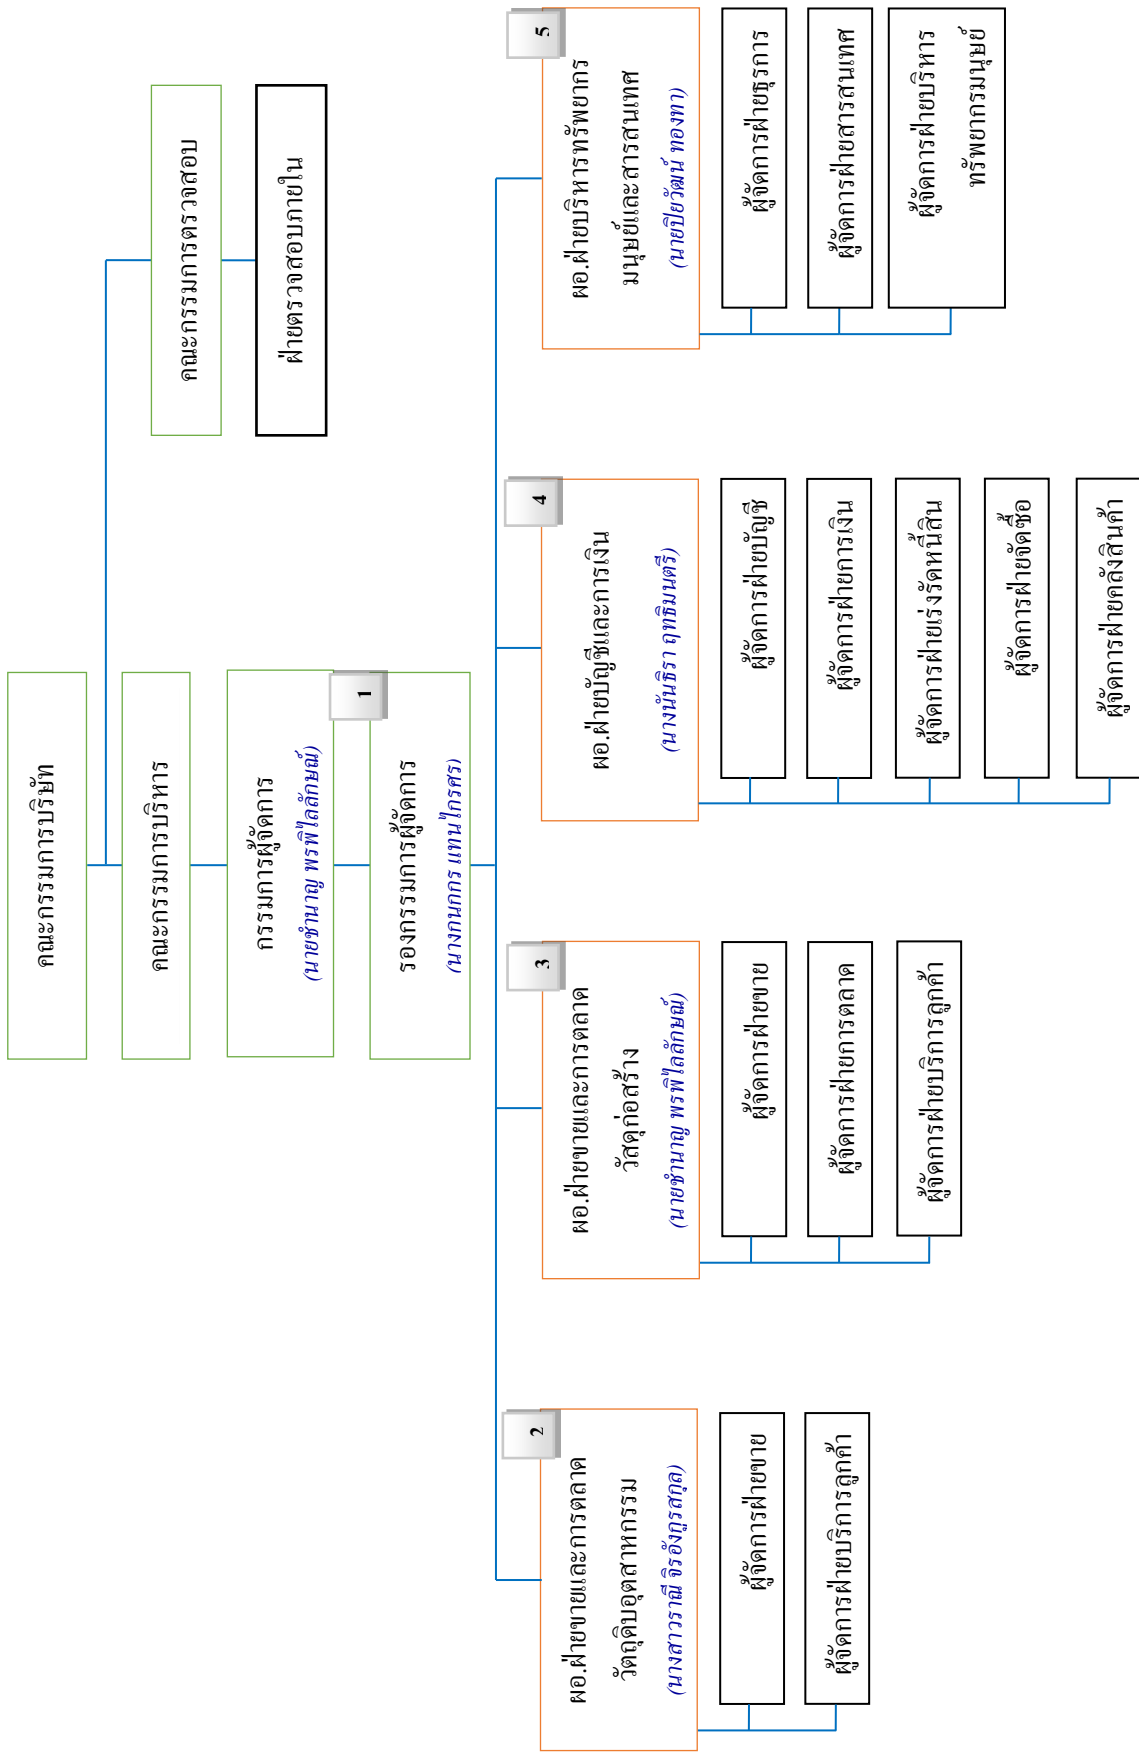 คณะกรรมการบริษัท
คณะกรรมการตรวจสอบ
ฝ่ายตรวจสอบภายใน
คณะกรรมการบริหาร
กรรมการผู้จัดการ
(นายชำนาญ พรพิไลลักษณ์)
1
รองกรรมการผู้จัดการ
(นางกนกกร แทนไกรศร)
2
ผอ.ฝ่ายขายและการตลาด
วัตถุดิบอุตสาหกรรม
(นางสาววราณี จิรอังกูรสกุล)
ผู้จัดการฝ่ายขาย
ผู้จัดการฝ่ายบริการลูกค้า
3
ผอ.ฝ่ายขายและการตลาด
วัสดุก่อสร้าง
(นายชำนาญ พรพิไลลักษณ์)
ผู้จัดการฝ่ายขาย
ผู้จัดการฝ่ายการตลาด
ผู้จัดการฝ่ายบริการลูกค้า
4
ผอ.ฝ่ายบัญชีและการเงิน
(นางนันธิรา ฤทธิมนตรี)
ผู้จัดการฝ่ายบัญชี
ผู้จัดการฝ่ายการเงิน
ผู้จัดการฝ่ายเร่งรัดหนี้สิน
ผู้จัดการฝ่ายจัดซื้อ
ผู้จัดการฝ่ายคลังสินค้า
5
ผอ.ฝ่ายบริหารทรัพยากร
มนุษย์และสารสนเทศ
(นายปิยวัฒน์ ทองทา)
ผู้จัดการฝ่ายธุรการ
ผู้จัดการฝ่ายสารสนเทศ
ผู้จัดการฝ่ายบริหาร
ทรัพยากรมนุษย์